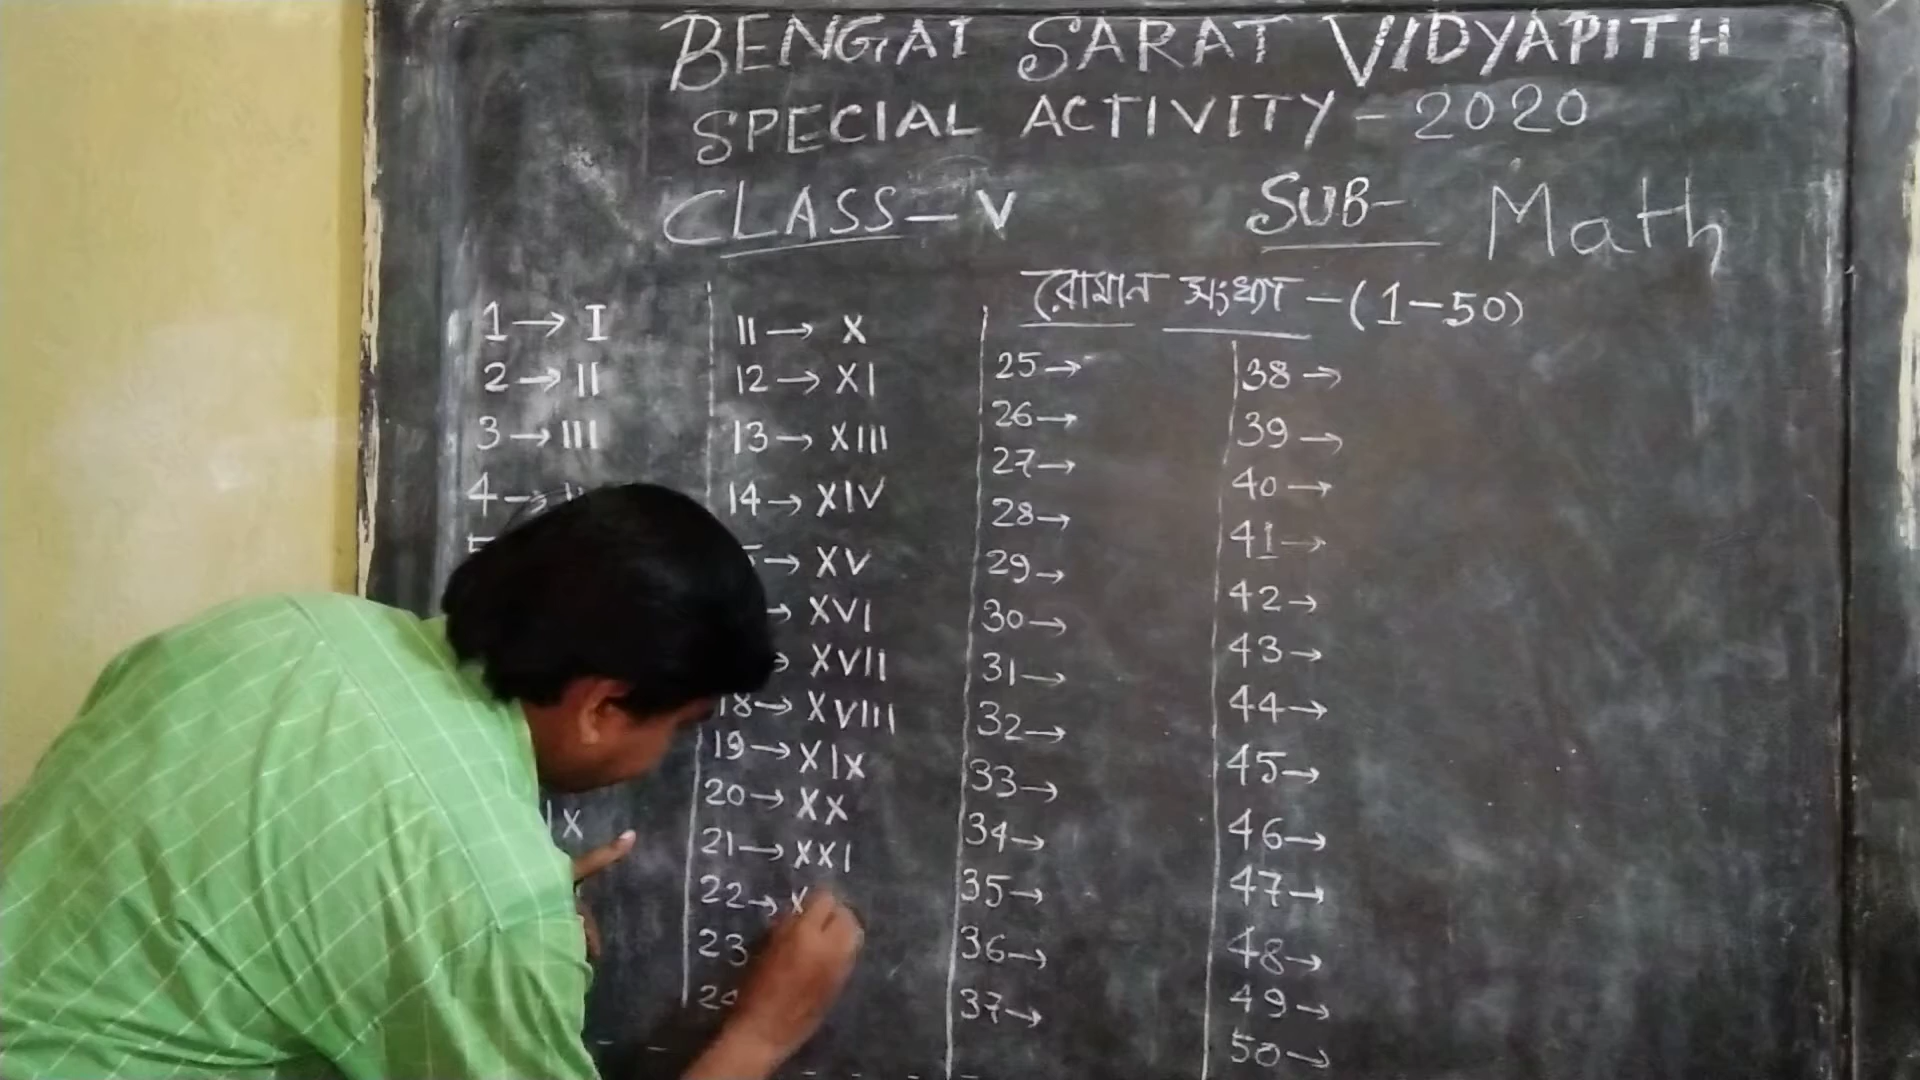 BENGAI SARAT VIDYAPITH
SPECIAL ACTIVITY - 2020
CLASS - V SUB- Math
রোমান সংখ্যা - (1-50)
1 → I
2 → II
3 → III
4 →
IX
11 → X
12 → XI
13 → XIII
14 → XIV
→ XV
→ XVI
→ XVII
18 → XVIII
19 → XIX
20 → XX
21 → XXI
22 → X
23
25 →
26 →
27 →
28 →
29 →
30 →
31 →
32 →
33 →
34 →
35 →
36 →
37 →
38 →
39 →
40 →
41 →
42 →
43 →
44 →
45 →
46 →
47 →
48 →
49 →
50 →